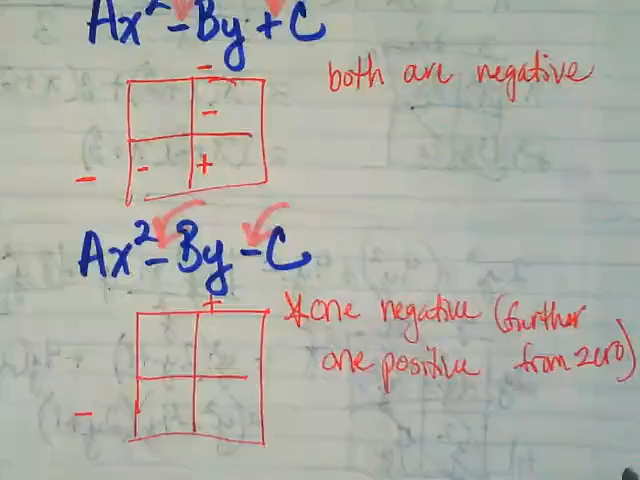 Ax² - By + C
-
both are negative
-
- - +
Ax² - By - C
+
* one negative (further
one positive from zero)
-